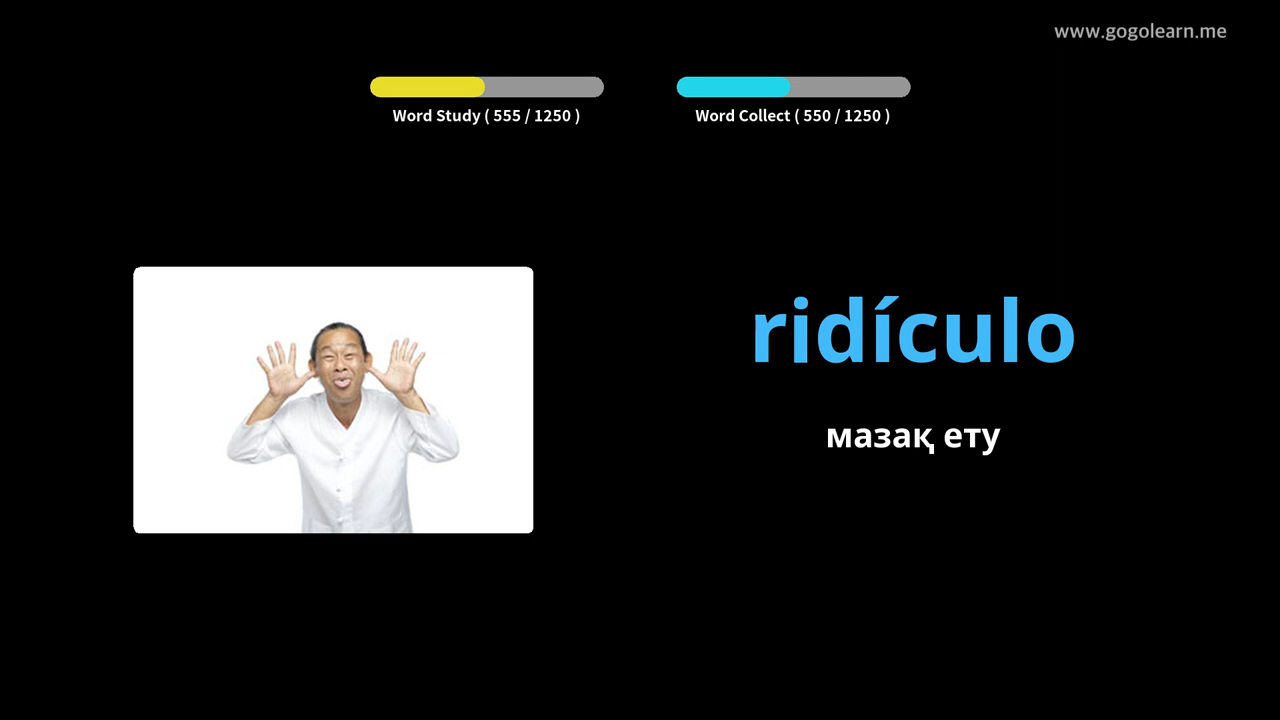 www.gogolearn.me
Word Study ( 555 / 1250 )
Word Collect ( 550 / 1250 )
ridículo
мазақ ету